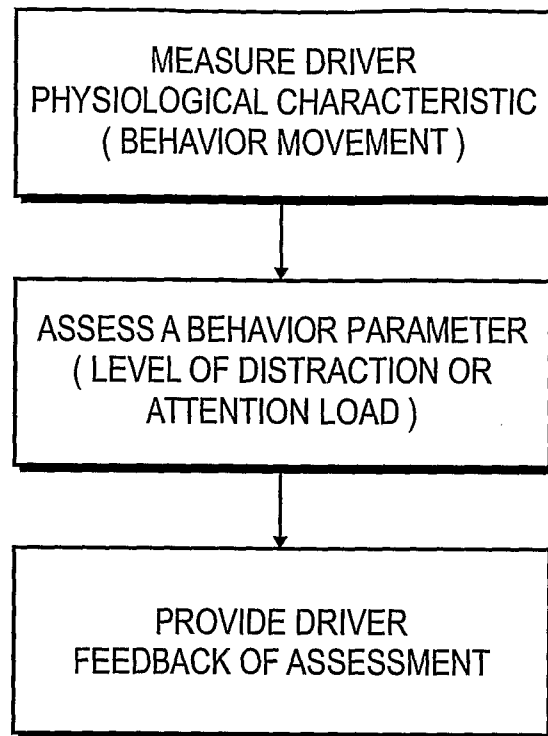 MEASURE DRIVER
PHYSIOLOGICAL CHARACTERISTIC
( BEHAVIOR MOVEMENT )
ASSESS A BEHAVIOR PARAMETER
( LEVEL OF DISTRACTION OR
ATTENTION LOAD )
PROVIDE DRIVER
FEEDBACK OF ASSESSMENT